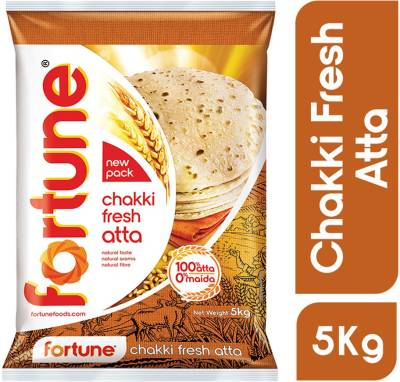 fortune®
new
pack
chakki
fresh
atta
natural taste
natural aroma
natural fibre
100% atta
0% maida
fortunefoods.com
Net Weight 5kg
fortune® chakki fresh atta
Chakki Fresh
Atta
5Kg